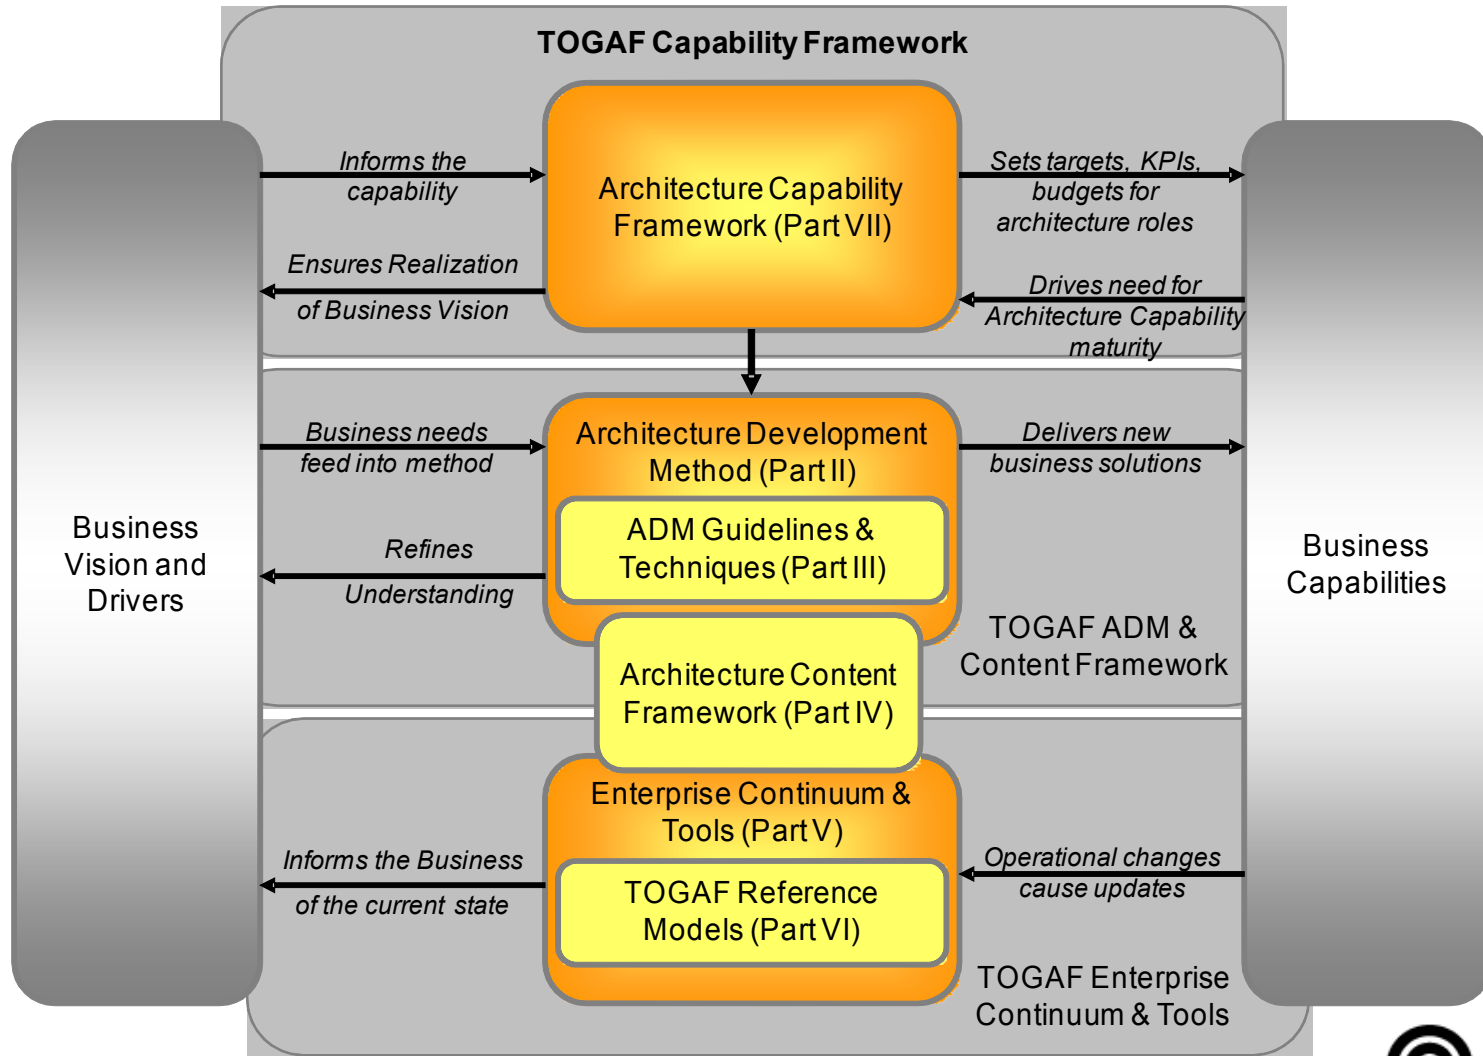 TOGAF Capability Framework
Informs the
capability
Architecture Capability
Framework (Part VII)
Sets targets, KPIs,
budgets for
architecture roles
Ensures Realization
of Business Vision
Drives need for
Architecture Capability
maturity
Business needs
feed into method
Architecture Development
Method (Part II)
Delivers new
business solutions
Business
Vision and
Drivers
Refines
Understanding
ADM Guidelines &
Techniques (Part III)
Business
Capabilities
TOGAF ADM &
Content Framework
Architecture Content
Framework (Part IV)
Enterprise Continuum &
Tools (Part V)
Informs the Business
of the current state
TOGAF Reference
Models (Part VI)
Operational changes
cause updates
TOGAF Enterprise
Continuum & Tools